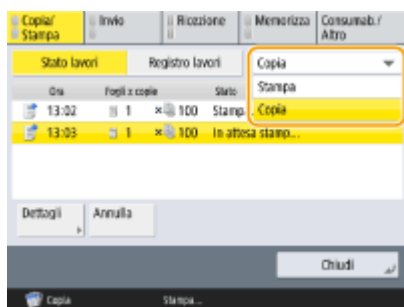 Copia/ Stampa
Invio
Ricezione
Memorizza
Consumab./ Altro
Stato lavori
Registro lavori
Copia
Stampa
Copia
Ora
Fogli x copie
Stato
13:02 1 × 100 Stamp
13:03 1 × 100 In attesa stamp...
Dettagli
Annulla
Chiudi
Copia
Stampa...